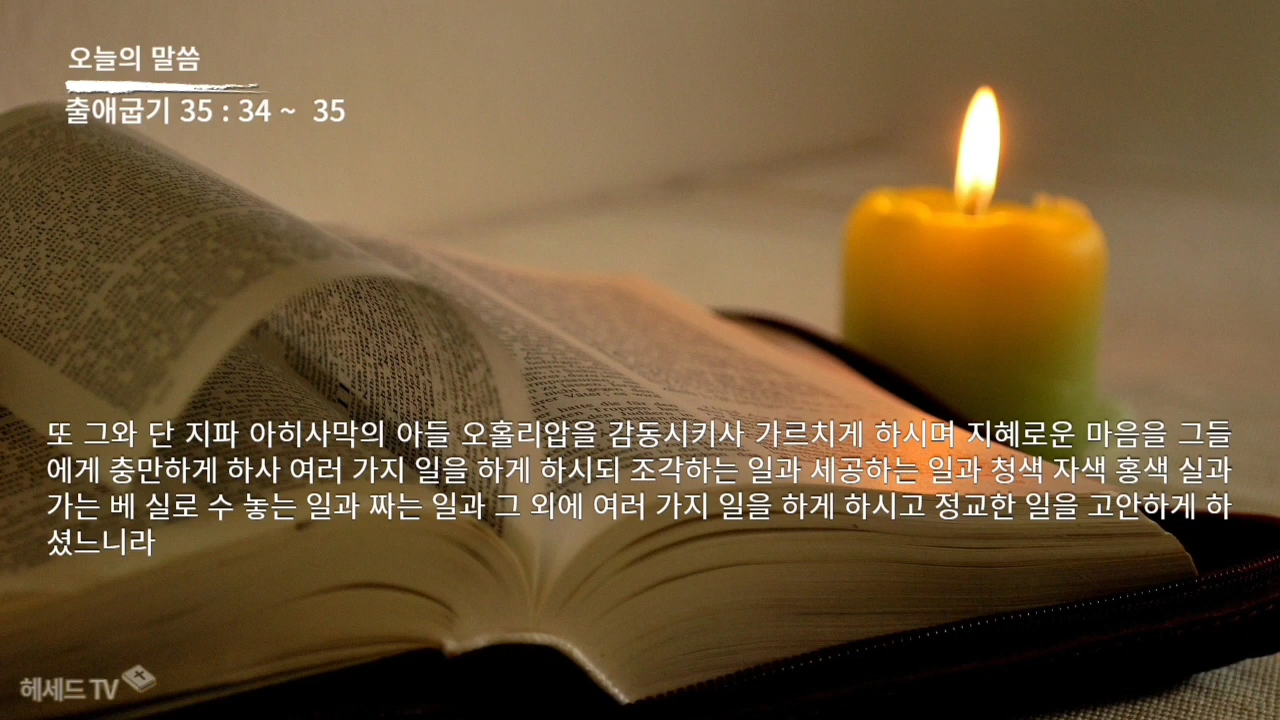 오늘의 말씀
출애굽기 35 : 34 ~ 35
또 그와 단 지파 아히사막의 아들 오홀리압을 감동시키사 가르치게 하시며 지혜로운 마음을 그들
에게 충만하게 하사 여러 가지 일을 하게 하시되 조각하는 일과 세공하는 일과 청색 자색 홍색 실과
가는 베 실로 수 놓는 일과 짜는 일과 그 외에 여러 가지 일을 하게 하시고 정교한 일을 고안하게 하
셨느니라
헤세드 TV